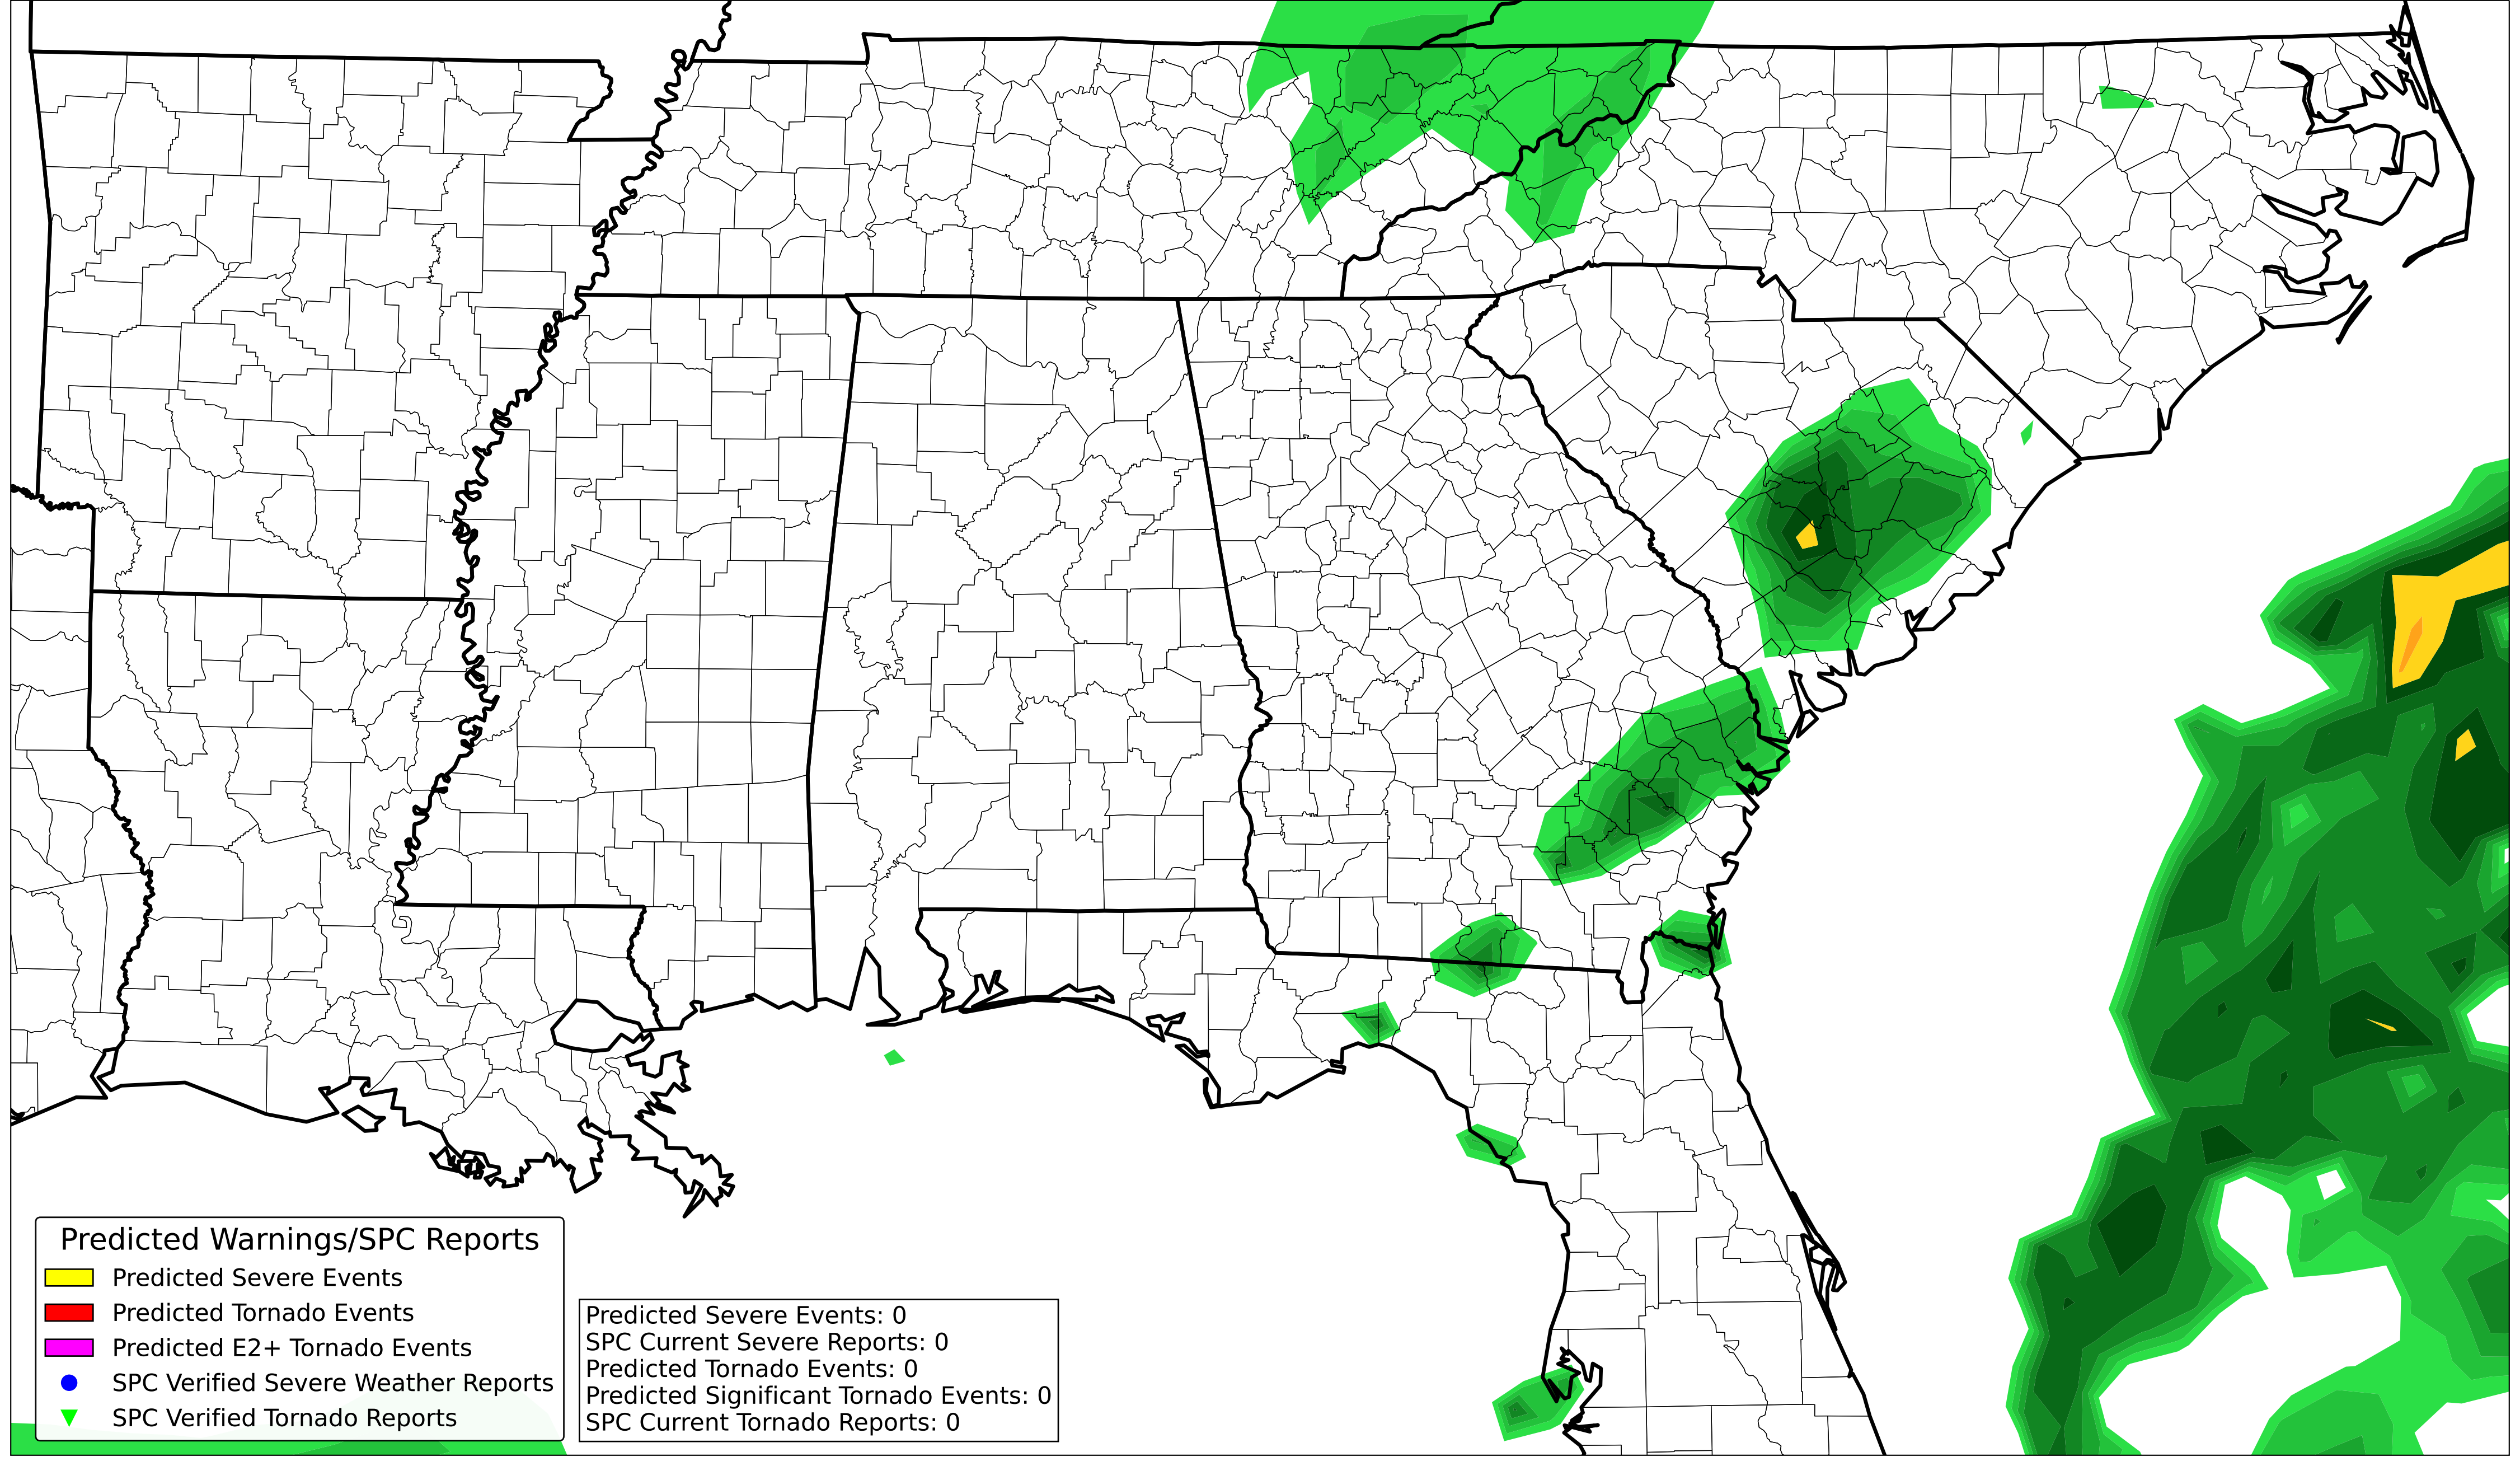 Predicted Warnings/SPC Reports
Predicted Severe Events
Predicted Tornado Events
Predicted E2+ Tornado Events
SPC Verified Severe Weather Reports
SPC Verified Tornado Reports
Predicted Severe Events: 0
SPC Current Severe Reports: 0
Predicted Tornado Events: 0
Predicted Significant Tornado Events: 0
SPC Current Tornado Reports: 0